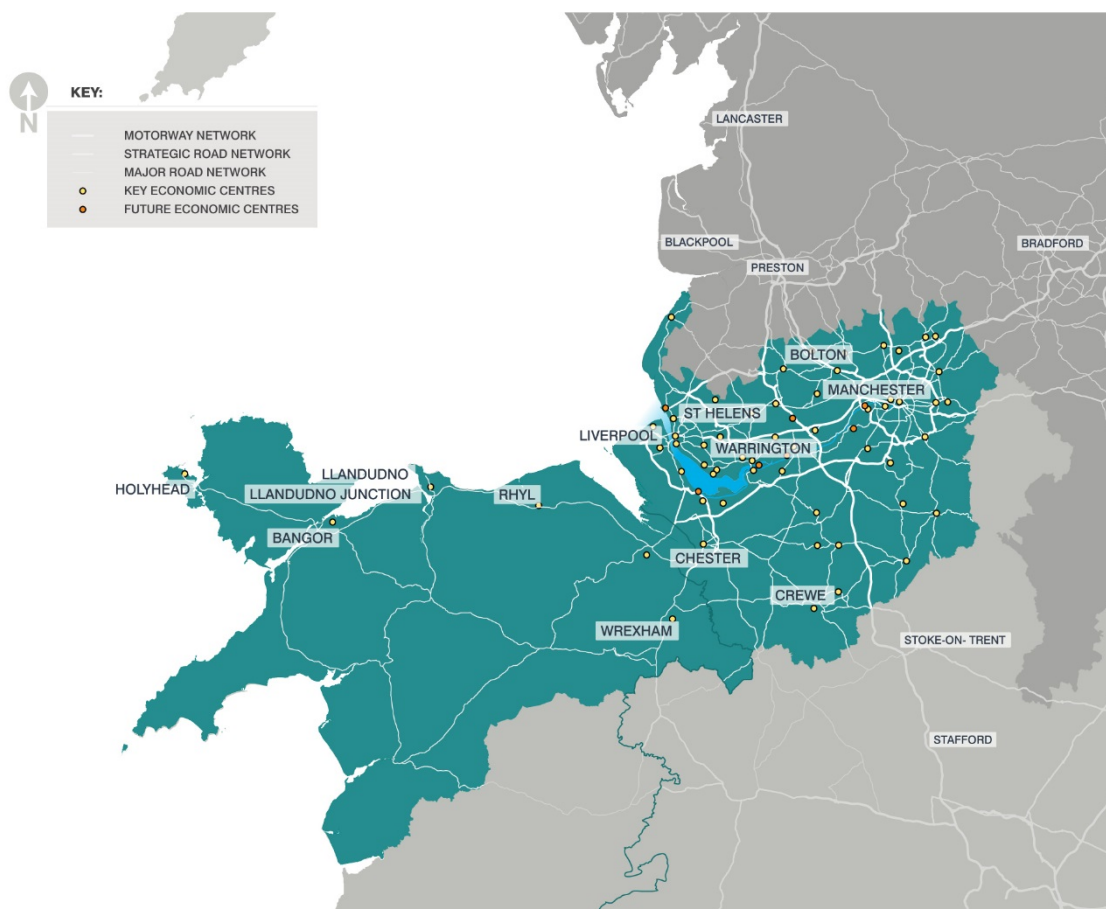 KEY:
N
MOTORWAY NETWORK
STRATEGIC ROAD NETWORK
MAJOR ROAD NETWORK
KEY ECONOMIC CENTRES
FUTURE ECONOMIC CENTRES
LANCASTER
BLACKPOOL
BRADFORD
PRESTON
BOLTON
MANCHESTER
ST HELENS
LIVERPOOL
WARRINGTON
LLANDUDNO
HOLYHEAD
LLANDUDNO JUNCTION
RHYL
BANGOR
CHESTER
CREWE
WREXHAM
STOKE-ON- TRENT
STAFFORD